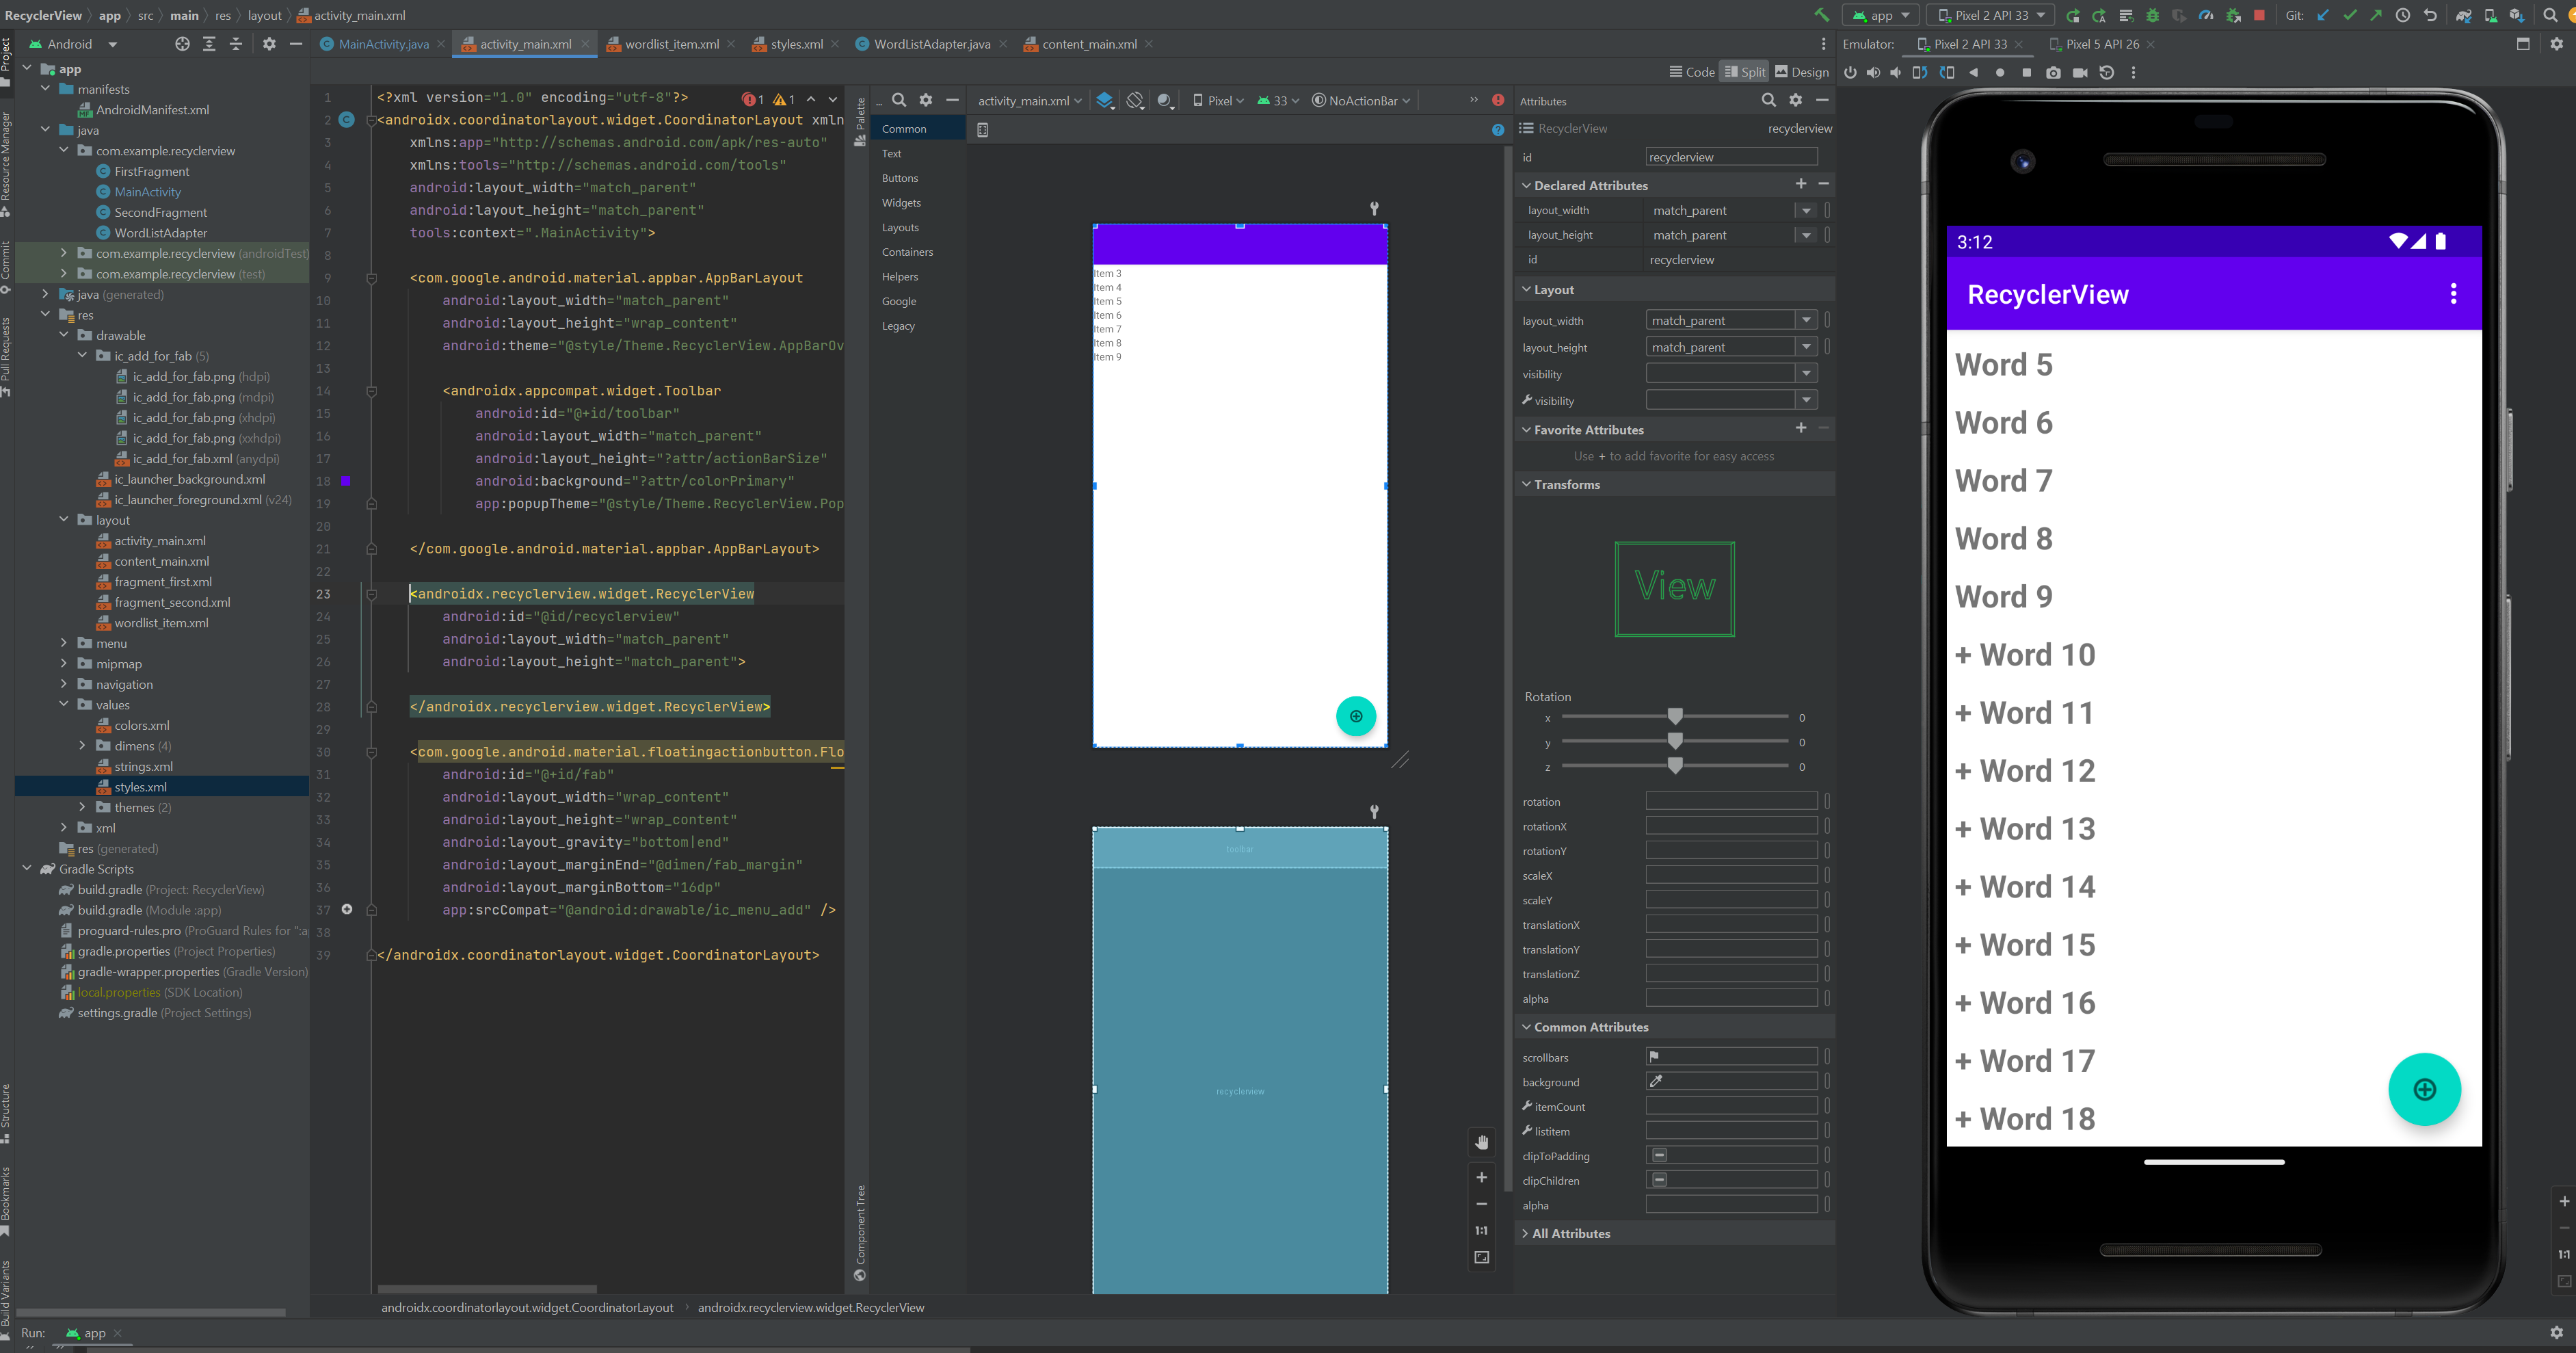 RecyclerView app src main res layout activity_main.xml
app Pixel 2 API 33 Git:
Android
MainActivity.java activity_main.xml wordlist_item.xml styles.xml WordListAdapter.java content_main.xml
Emulator: Pixel 2 API 33 Pixel 5 API 26
Code Split Design
Project
Resource Manager
Commit
Pull Requests
Structure
Bookmarks
Build Variants
app
manifests
AndroidManifest.xml
java
com.example.recyclerview
FirstFragment
MainActivity
SecondFragment
WordListAdapter
com.example.recyclerview (androidTest)
com.example.recyclerview (test)
java (generated)
res
drawable
ic_add_for_fab (5)
ic_add_for_fab.png (hdpi)
ic_add_for_fab.png (mdpi)
ic_add_for_fab.png (xhdpi)
ic_add_for_fab.png (xxhdpi)
ic_add_for_fab.xml (anydpi)
ic_launcher_background.xml
ic_launcher_foreground.xml (v24)
layout
activity_main.xml
content_main.xml
fragment_first.xml
fragment_second.xml
wordlist_item.xml
menu
mipmap
navigation
values
colors.xml
dimens (4)
strings.xml
styles.xml
themes (2)
xml
res (generated)
Gradle Scripts
build.gradle (Project: RecyclerView)
build.gradle (Module :app)
proguard-rules.pro (ProGuard Rules for ":a
gradle.properties (Project Properties)
gradle-wrapper.properties (Gradle Version)
local.properties (SDK Location)
settings.gradle (Project Settings)
1 <?xml version="1.0" encoding="utf-8"?> 1 1
2 <androidx.coordinatorlayout.widget.CoordinatorLayout xmln
3 xmlns:app="http://schemas.android.com/apk/res-auto"
4 xmlns:tools="http://schemas.android.com/tools"
5 android:layout_width="match_parent"
6 android:layout_height="match_parent"
7 tools:context=".MainActivity">
8
9 <com.google.android.material.appbar.AppBarLayout
10 android:layout_width="match_parent"
11 android:layout_height="wrap_content"
12 android:theme="@style/Theme.RecyclerView.AppBarOv
13
14 <androidx.appcompat.widget.Toolbar
15 android:id="@+id/toolbar"
16 android:layout_width="match_parent"
17 android:layout_height="?attr/actionBarSize"
18 android:background="?attr/colorPrimary"
19 app:popupTheme="@style/Theme.RecyclerView.Pop
20
21 </com.google.android.material.appbar.AppBarLayout>
22
23 <androidx.recyclerview.widget.RecyclerView
24 android:id="@id/recyclerview"
25 android:layout_width="match_parent"
26 android:layout_height="match_parent">
27
28 </androidx.recyclerview.widget.RecyclerView>
29
30 <com.google.android.material.floatingactionbutton.Flo
31 android:id="@+id/fab"
32 android:layout_width="wrap_content"
33 android:layout_height="wrap_content"
34 android:layout_gravity="bottom|end"
35 android:layout_marginEnd="@dimen/fab_margin"
36 android:layout_marginBottom="16dp"
37 app:srcCompat="@android:drawable/ic_menu_add" />
38
39 </androidx.coordinatorlayout.widget.CoordinatorLayout>
androidx.coordinatorlayout.widget.CoordinatorLayout androidx.recyclerview.widget.RecyclerView
Palette
Component Tree
Common
Text
Buttons
Widgets
Layouts
Containers
Helpers
Google
Legacy
activity_main.xml Pixel 33 NoActionBar
Item 3
Item 4
Item 5
Item 6
Item 7
Item 8
Item 9
toolbar
recyclerview
1:1
Attributes
RecyclerView recyclerview
id recyclerview
Declared Attributes
layout_width match_parent
layout_height match_parent
id recyclerview
Layout
layout_width match_parent
layout_height match_parent
visibility
visibility
Favorite Attributes
Use + to add favorite for easy access
Transforms
View
Rotation
x 0
y 0
z 0
rotation
rotationX
rotationY
scaleX
scaleY
translationX
translationY
translationZ
alpha
Common Attributes
scrollbars
background
itemCount
listitem
clipToPadding
clipChildren
alpha
All Attributes
3:12
RecyclerView
Word 5
Word 6
Word 7
Word 8
Word 9
+ Word 10
+ Word 11
+ Word 12
+ Word 13
+ Word 14
+ Word 15
+ Word 16
+ Word 17
+ Word 18
1:1
Run: app